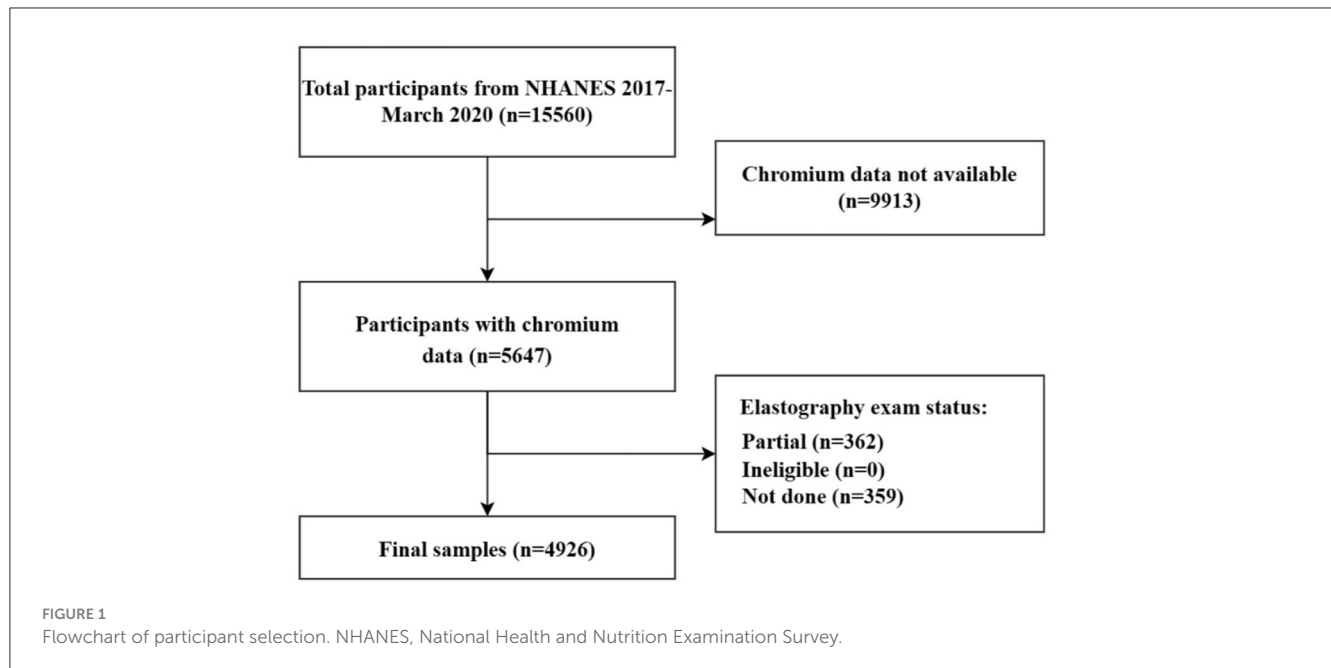 Total participants from NHANES 2017-
March 2020 (n=15560)
Chromium data not available
(n=9913)
Participants with chromium
data (n=5647)
Elastography exam status:
Partial (n=362)
Ineligible (n=0)
Not done (n=359)
Final samples (n=4926)
FIGURE 1
Flowchart of participant selection. NHANES, National Health and Nutrition Examination Survey.